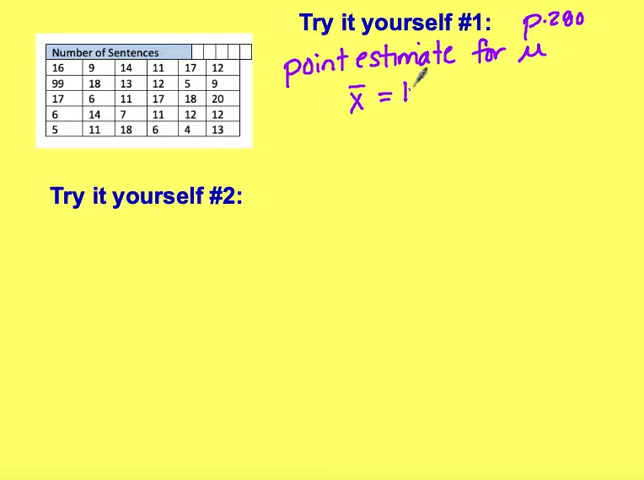 Try it yourself #1: p.280
point estimate for μ
x̄ = 1
Number of Sentences
16 9 14 11 17 12
99 18 13 12 5 9
17 6 11 17 18 20
6 14 7 11 12 12
5 11 18 6 4 13
Try it yourself #2: